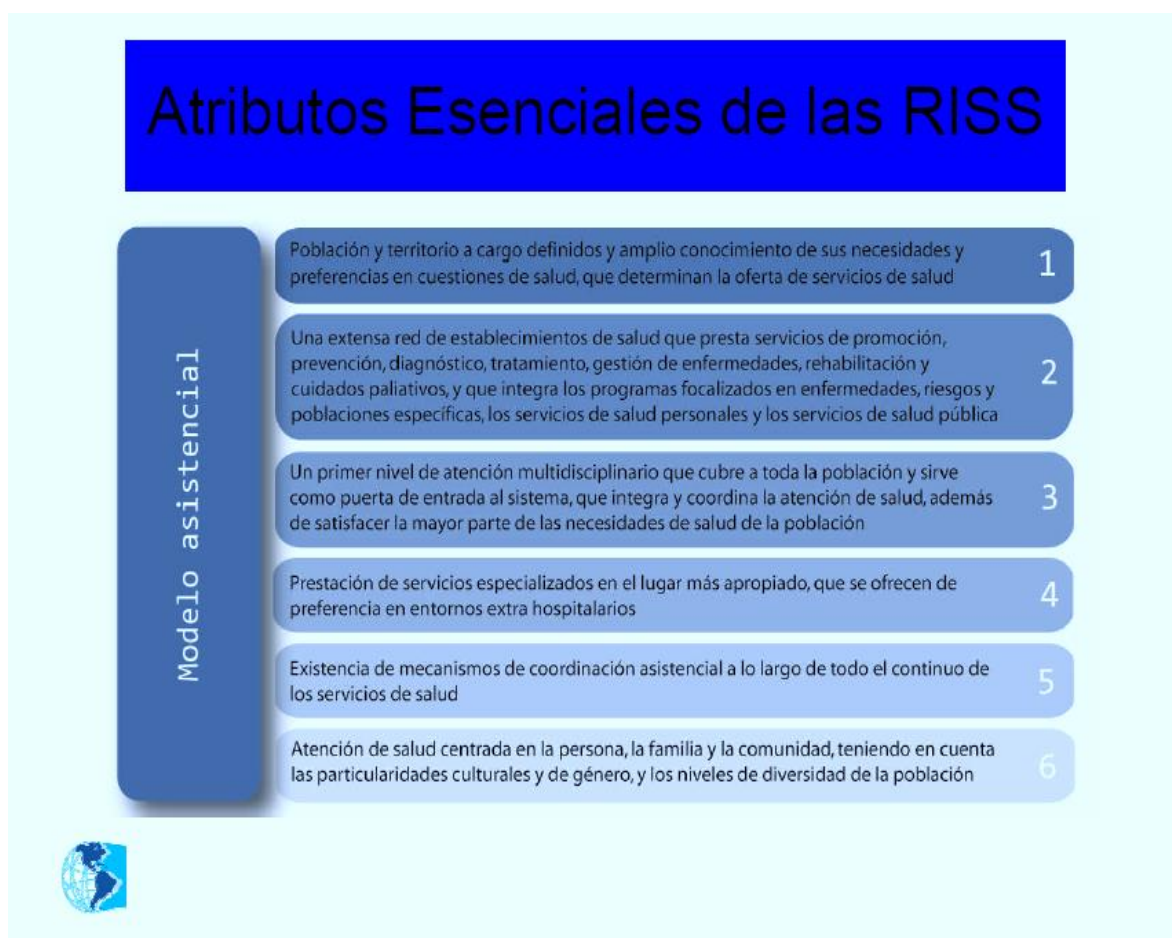 Atributos Esenciales de las RISS
Modelo asistencial
Población y territorio a cargo definidos y amplio conocimiento de sus necesidades y
preferencias en cuestiones de salud, que determinan la oferta de servicios de salud
1
Una extensa red de establecimientos de salud que presta servicios de promoción,
prevención, diagnóstico, tratamiento, gestión de enfermedades, rehabilitación y
cuidados paliativos, y que integra los programas focalizados en enfermedades, riesgos y
poblaciones específicas, los servicios de salud personales y los servicios de salud pública
2
Un primer nivel de atención multidisciplinario que cubre a toda la población y sirve
como puerta de entrada al sistema, que integra y coordina la atención de salud, además
de satisfacer la mayor parte de las necesidades de salud de la población
3
Prestación de servicios especializados en el lugar más apropiado, que se ofrecen de
preferencia en entornos extra hospitalarios
4
Existencia de mecanismos de coordinación asistencial a lo largo de todo el continuo de
los servicios de salud
5
Atención de salud centrada en la persona, la familia y la comunidad, teniendo en cuenta
las particularidades culturales y de género, y los niveles de diversidad de la población
6